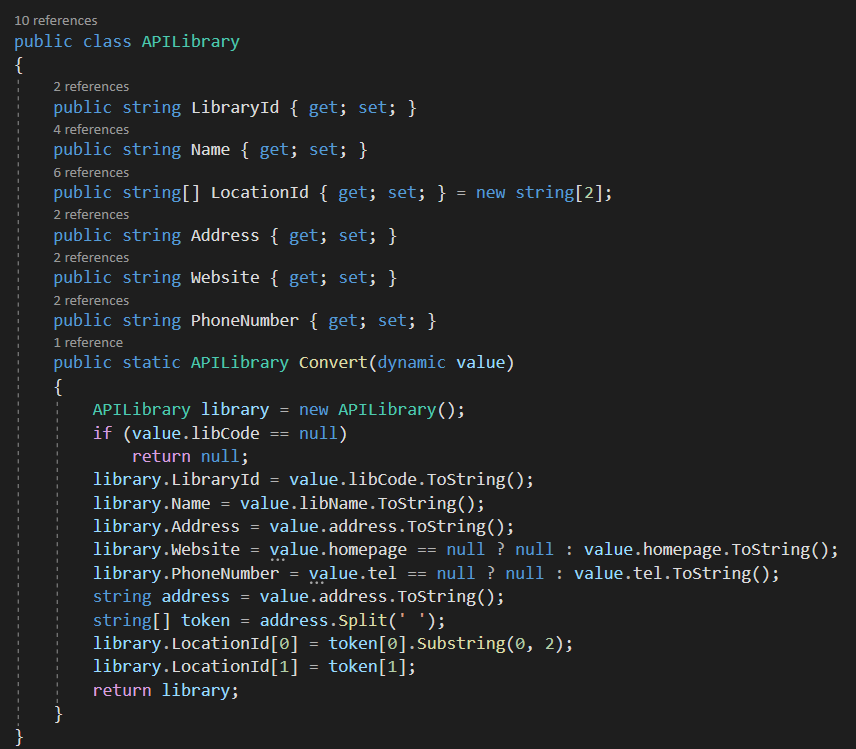 10 references
public class APILibrary
{
2 references
public string LibraryId { get; set; }
4 references
public string Name { get; set; }
6 references
public string[] LocationId { get; set; } = new string[2];
2 references
public string Address { get; set; }
2 references
public string Website { get; set; }
2 references
public string PhoneNumber { get; set; }
1 reference
public static APILibrary Convert(dynamic value)
{
APILibrary library = new APILibrary();
if (value.libCode == null)
return null;
library.LibraryId = value.libCode.ToString();
library.Name = value.libName.ToString();
library.Address = value.address.ToString();
library.Website = value.homepage == null ? null : value.homepage.ToString();
library.PhoneNumber = value.tel == null ? null : value.tel.ToString();
string address = value.address.ToString();
string[] token = address.Split(' ');
library.LocationId[0] = token[0].Substring(0, 2);
library.LocationId[1] = token[1];
return library;
}
}